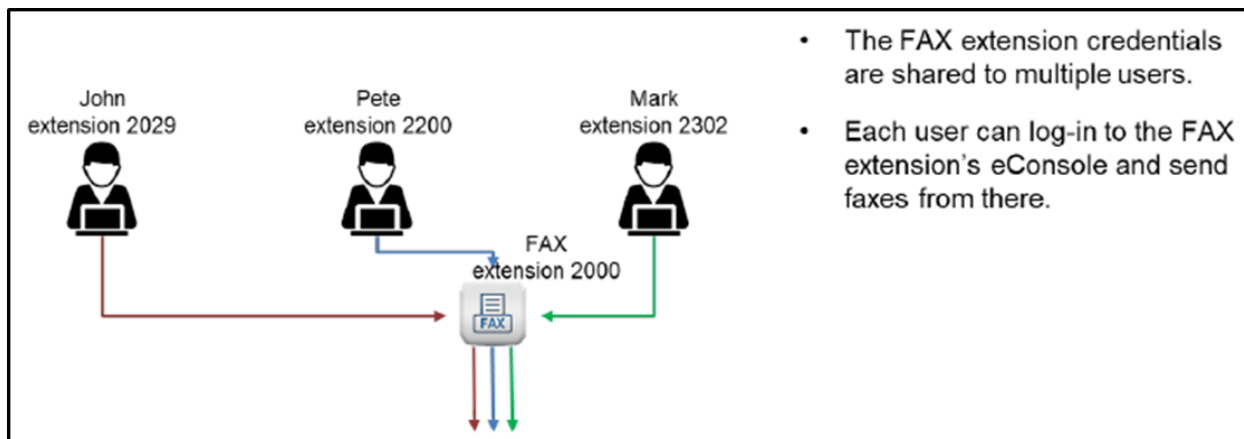 John
extension 2029
Pete
extension 2200
Mark
extension 2302
FAX
extension 2000
FAX
• The FAX extension credentials
are shared to multiple users.
• Each user can log-in to the FAX
extension's eConsole and send
faxes from there.